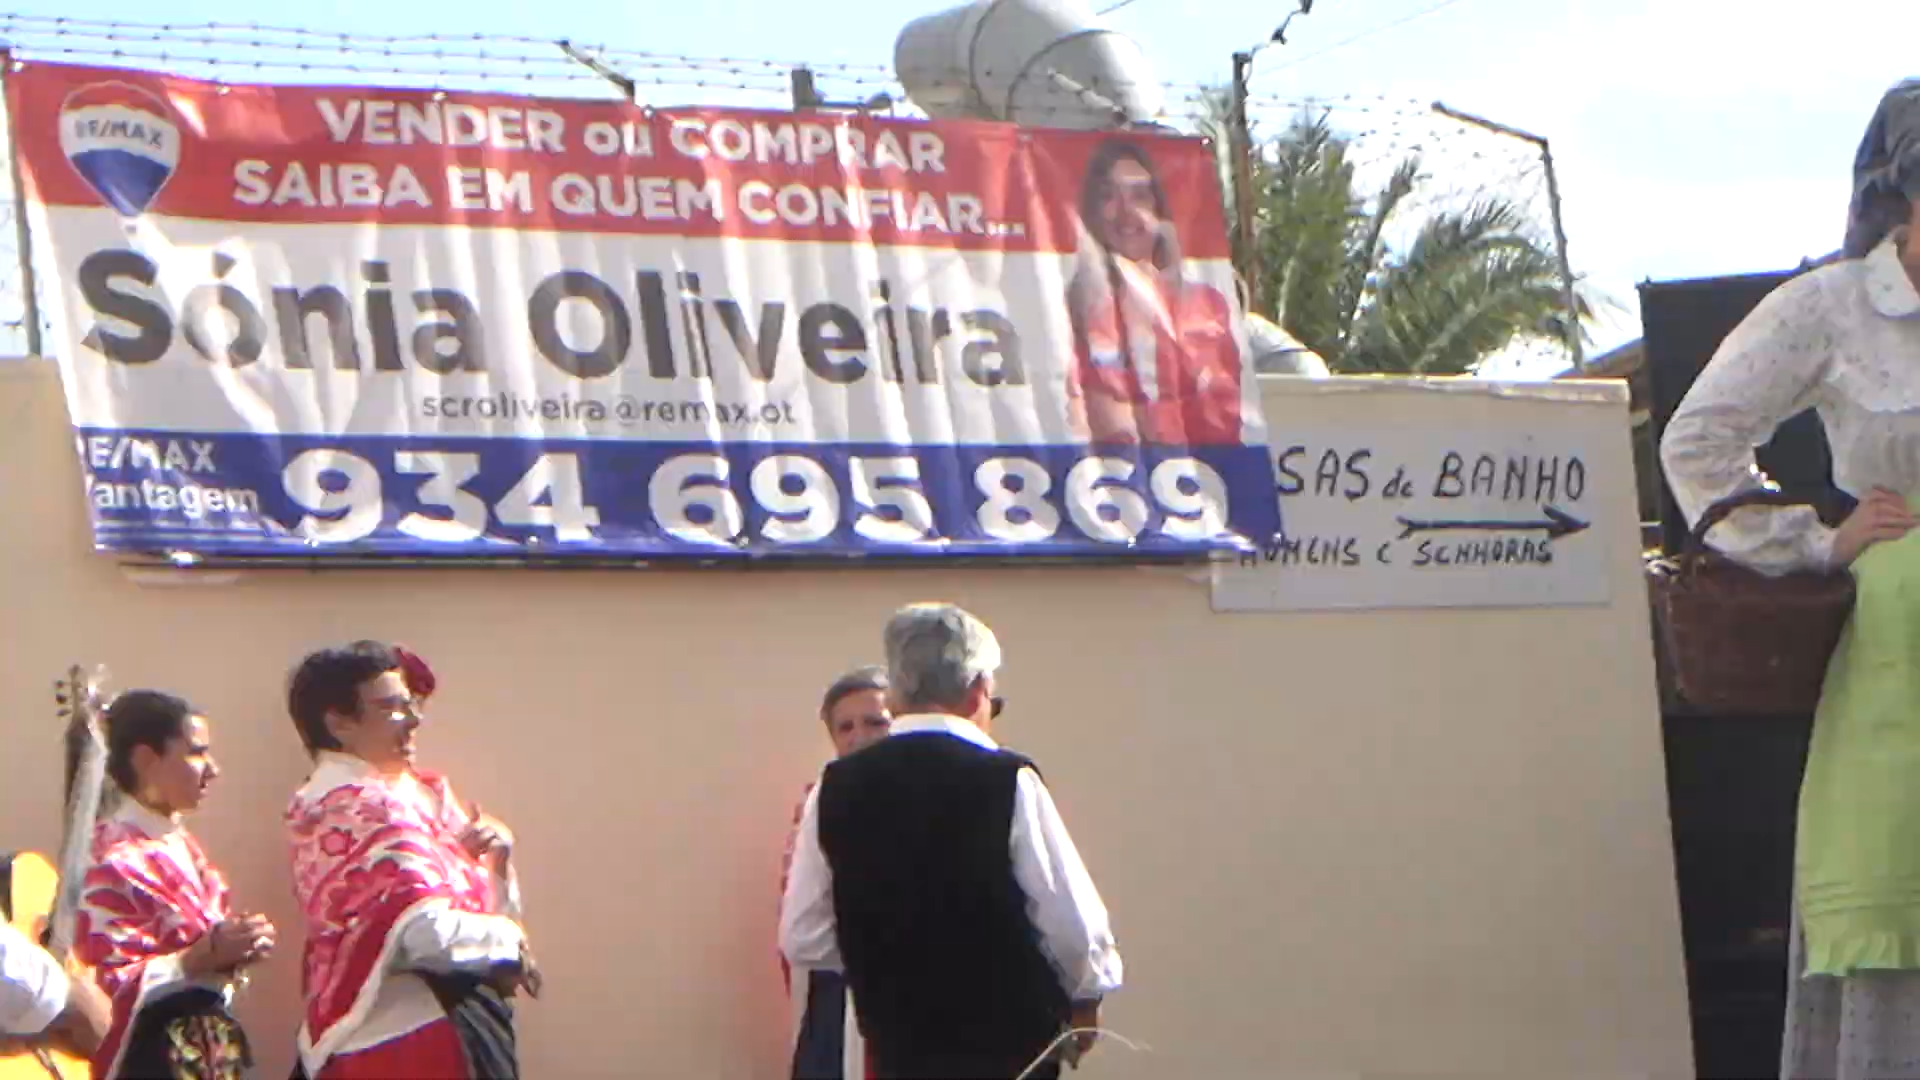 RE/MAX
VENDER ou COMPRAR
SAIBA EM QUEM CONFIAR...
Sónia Oliveira
scroliveira@remax.pt
E/MAX
Vantagem
934 695 869
SAS de BANHO
HOMENS e SENHORAS